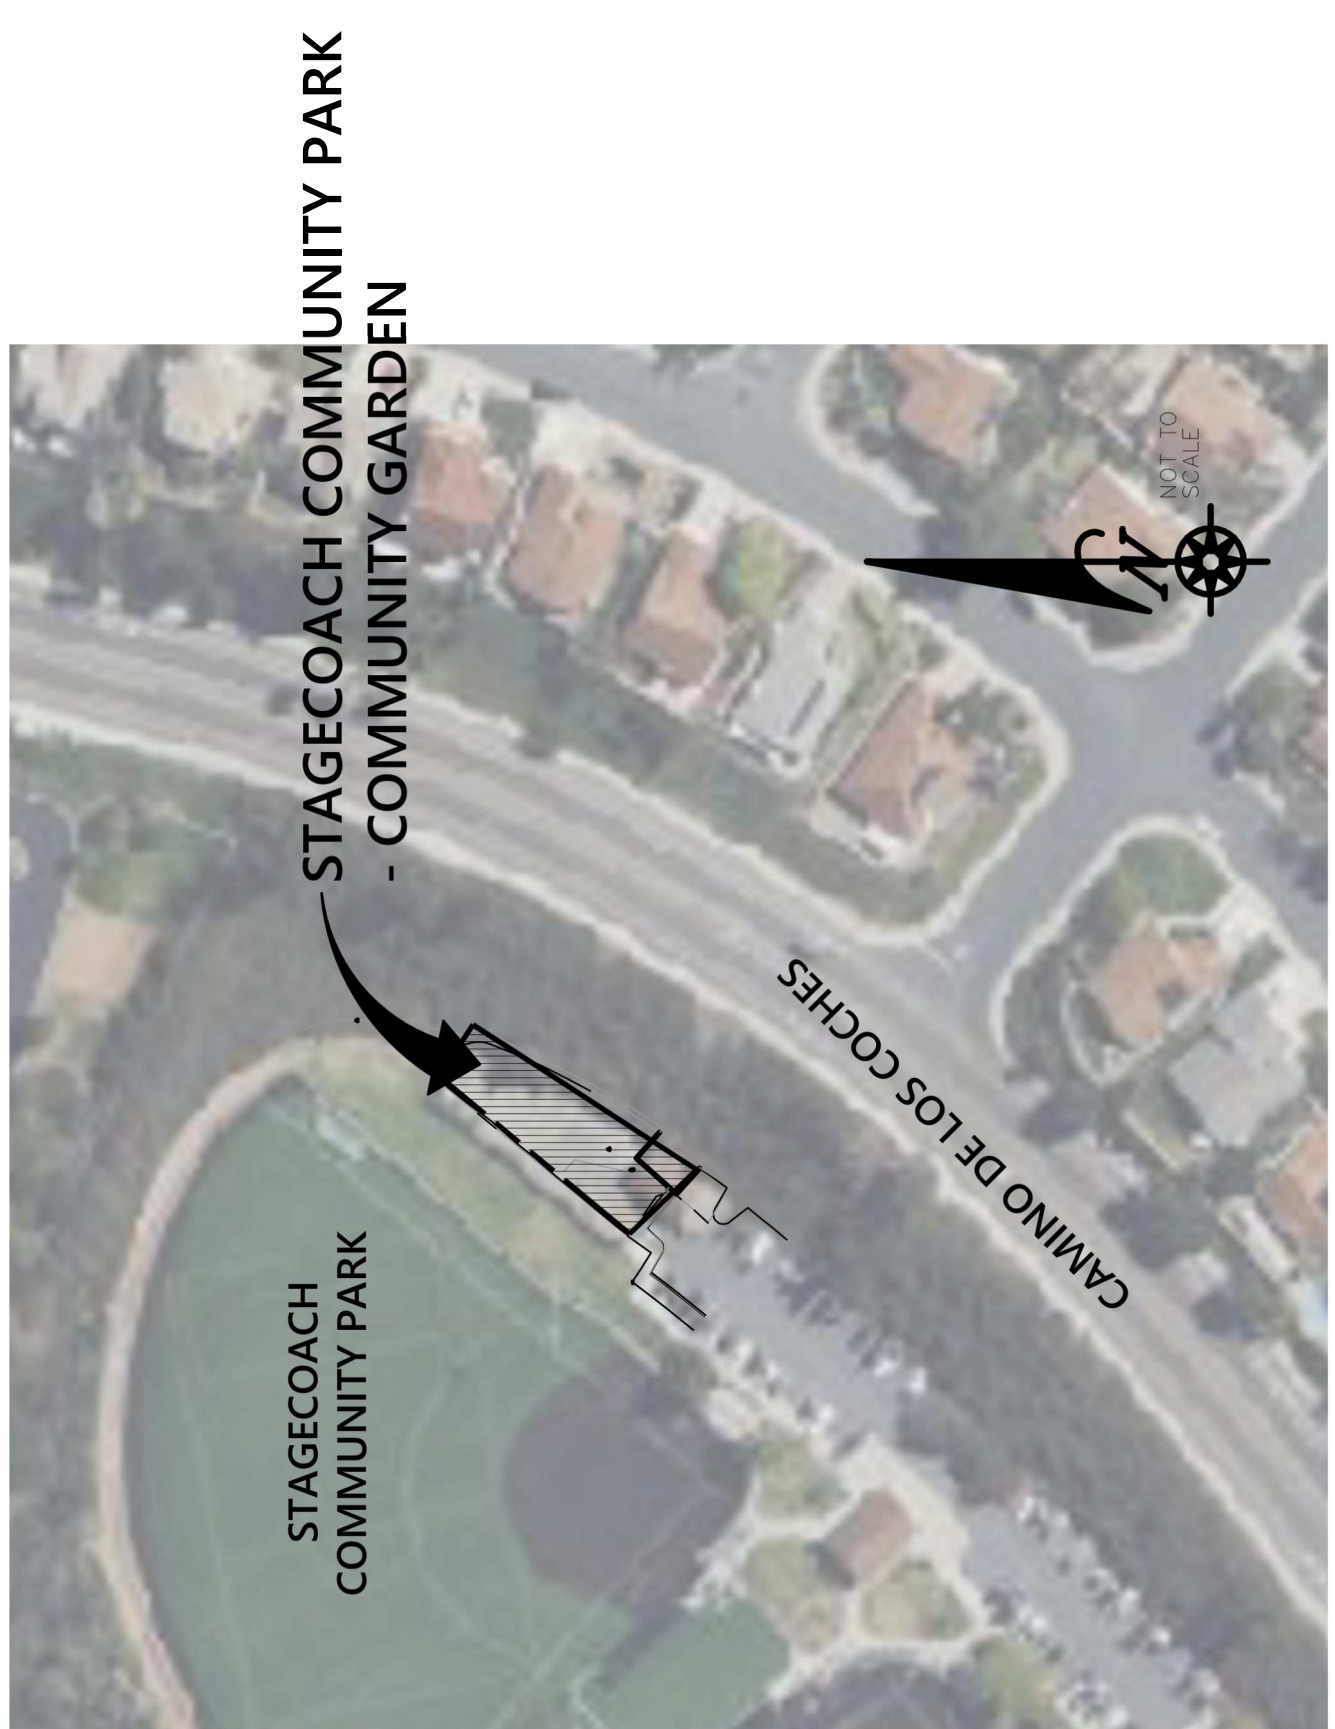 STAGECOACH COMMUNITY PARK
- COMMUNITY GARDEN
STAGECOACH
COMMUNITY PARK
CAMINO DE LOS COCHES
NOT TO
SCALE
N